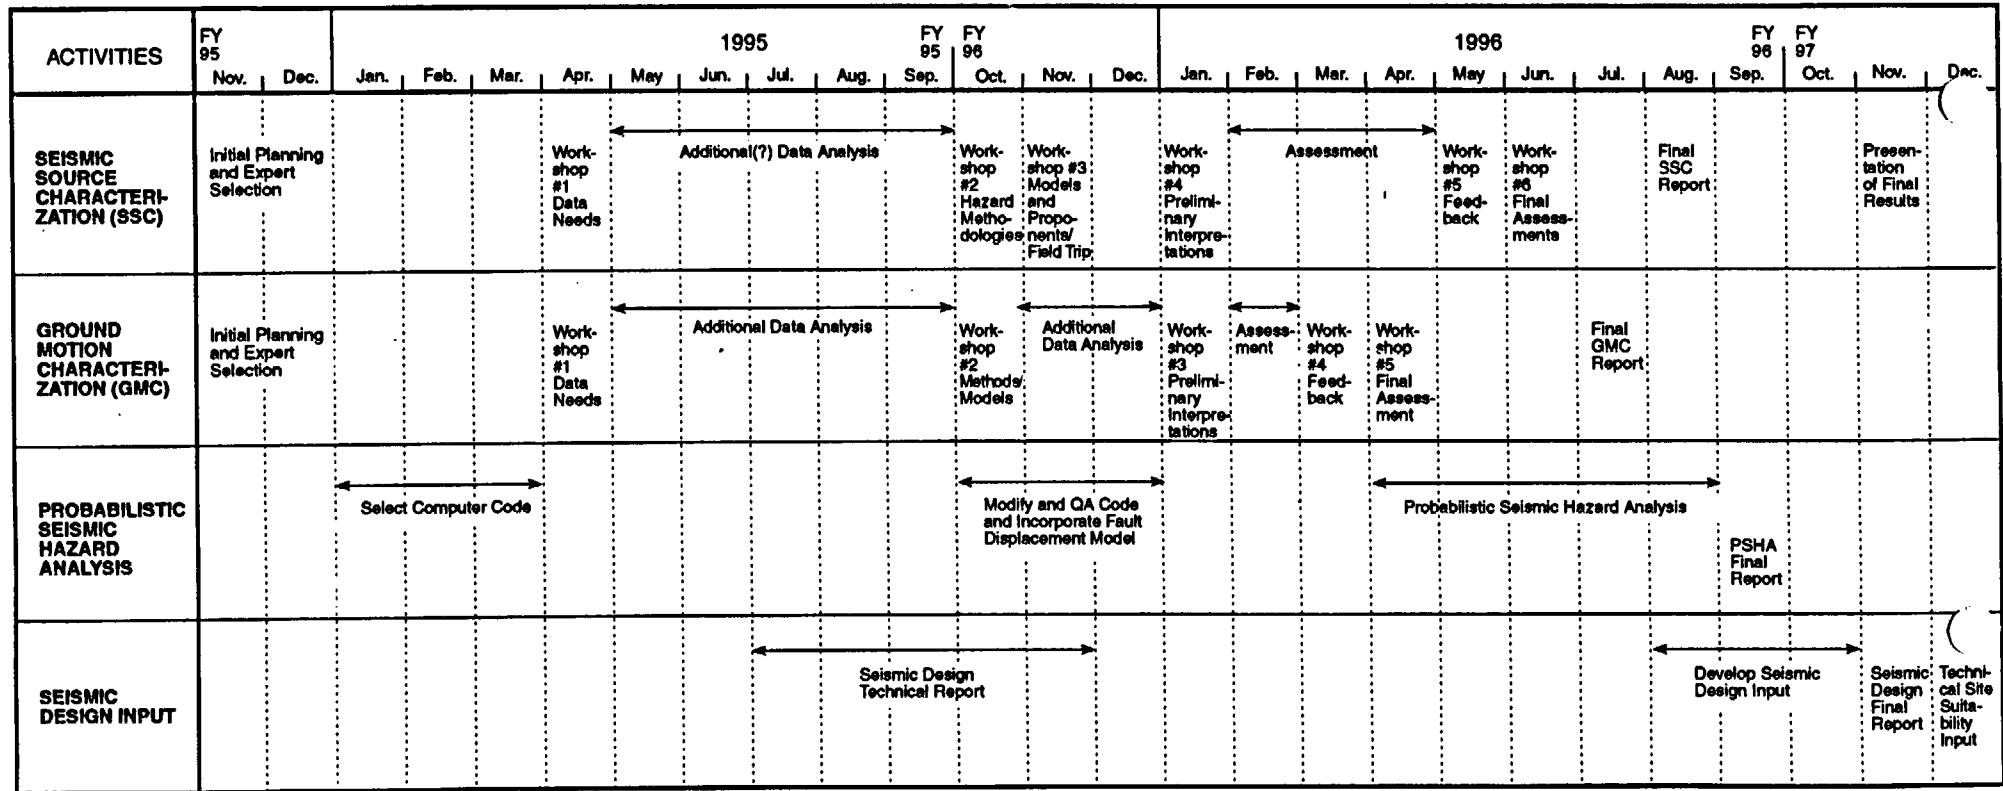 ACTIVITIES
FY
95
1995
FY
95
FY
96
1996
FY
96
FY
97
Nov. Dec. Jan. Feb. Mar. Apr. May Jun. Jul. Aug. Sep. Oct. Nov. Dec. Jan. Feb. Mar. Apr. May Jun. Jul. Aug. Sep. Oct. Nov. Dec.
SEISMIC
SOURCE
CHARACTERI-
ZATION (SSC)
Initial Planning
and Expert
Selection
Work-
shop
#1
Data
Needs
Additional(?) Data Analysis
Work-
shop
#2
Hazard
Metho-
dologies
Work-
shop #3
Models
and
Propo-
nents/
Field Trip
Work-
shop
#4
Prelimi-
nary
Interpre-
tations
Assessment
Work-
shop
#5
Feed-
back
Work-
shop
#6
Final
Assess-
ments
Final
SSC
Report
Presen-
tation
of Final
Results
GROUND
MOTION
CHARACTERI-
ZATION (GMC)
Initial Planning
and Expert
Selection
Work-
shop
#1
Data
Needs
Additional Data Analysis
Work-
shop
#2
Methods/
Models
Additional
Data Analysis
Work-
shop
#3
Prelimi-
nary
Interpre-
tations
Assess-
ment
Work-
shop
#4
Feed-
back
Work-
shop
#5
Final
Assess-
ment
Final
GMC
Report
PROBABILISTIC
SEISMIC
HAZARD
ANALYSIS
Select Computer Code
Modify and QA Code
and Incorporate Fault
Displacement Model
Probabilistic Seismic Hazard Analysis
PSHA
Final
Report
SEISMIC
DESIGN INPUT
Seismic Design
Technical Report
Develop Seismic
Design Input
Seismic
Design
Final
Report
Techni-
cal Site
Suita-
bility
Input